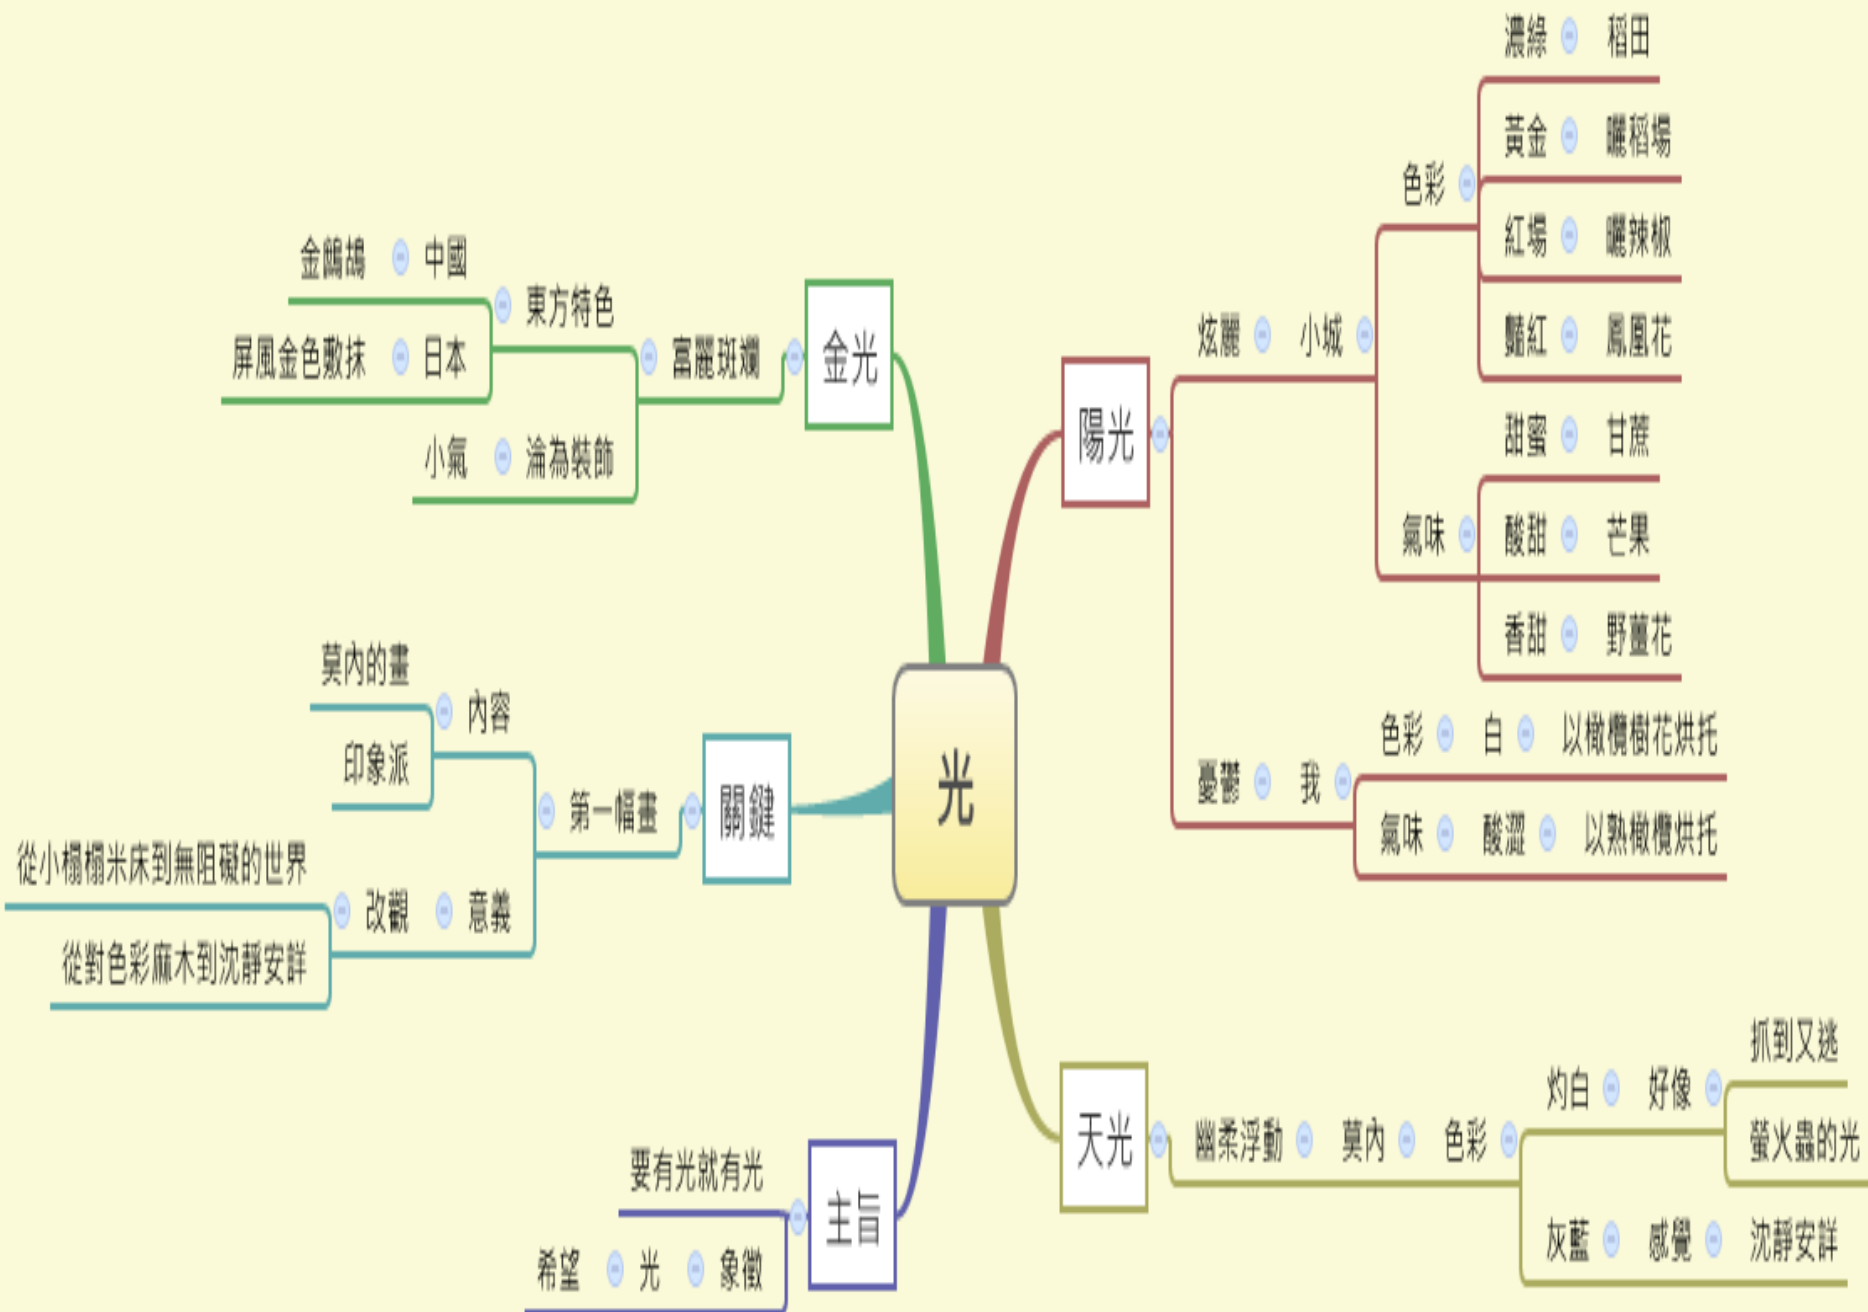 光
陽光
炫麗
小城
色彩
濃綠
稻田
黃金
曬稻場
紅場
曬辣椒
豔紅
鳳凰花
氣味
甜蜜
甘蔗
酸甜
芒果
香甜
野薑花
憂鬱
我
色彩
白
以橄欖樹花烘托
氣味
酸澀
以熟橄欖烘托
天光
幽柔浮動
莫內
色彩
灼白
好像
抓到又逃
螢火蟲的光
灰藍
感覺
沈靜安詳
金光
富麗斑斕
東方特色
中國
金鷓鴣
日本
屏風金色敷抹
淪為裝飾
小氣
關鍵
第一幅畫
內容
莫內的畫
印象派
意義
改觀
從小榻榻米床到無阻礙的世界
從對色彩麻木到沈靜安詳
主旨
要有光就有光
象徵
光
希望